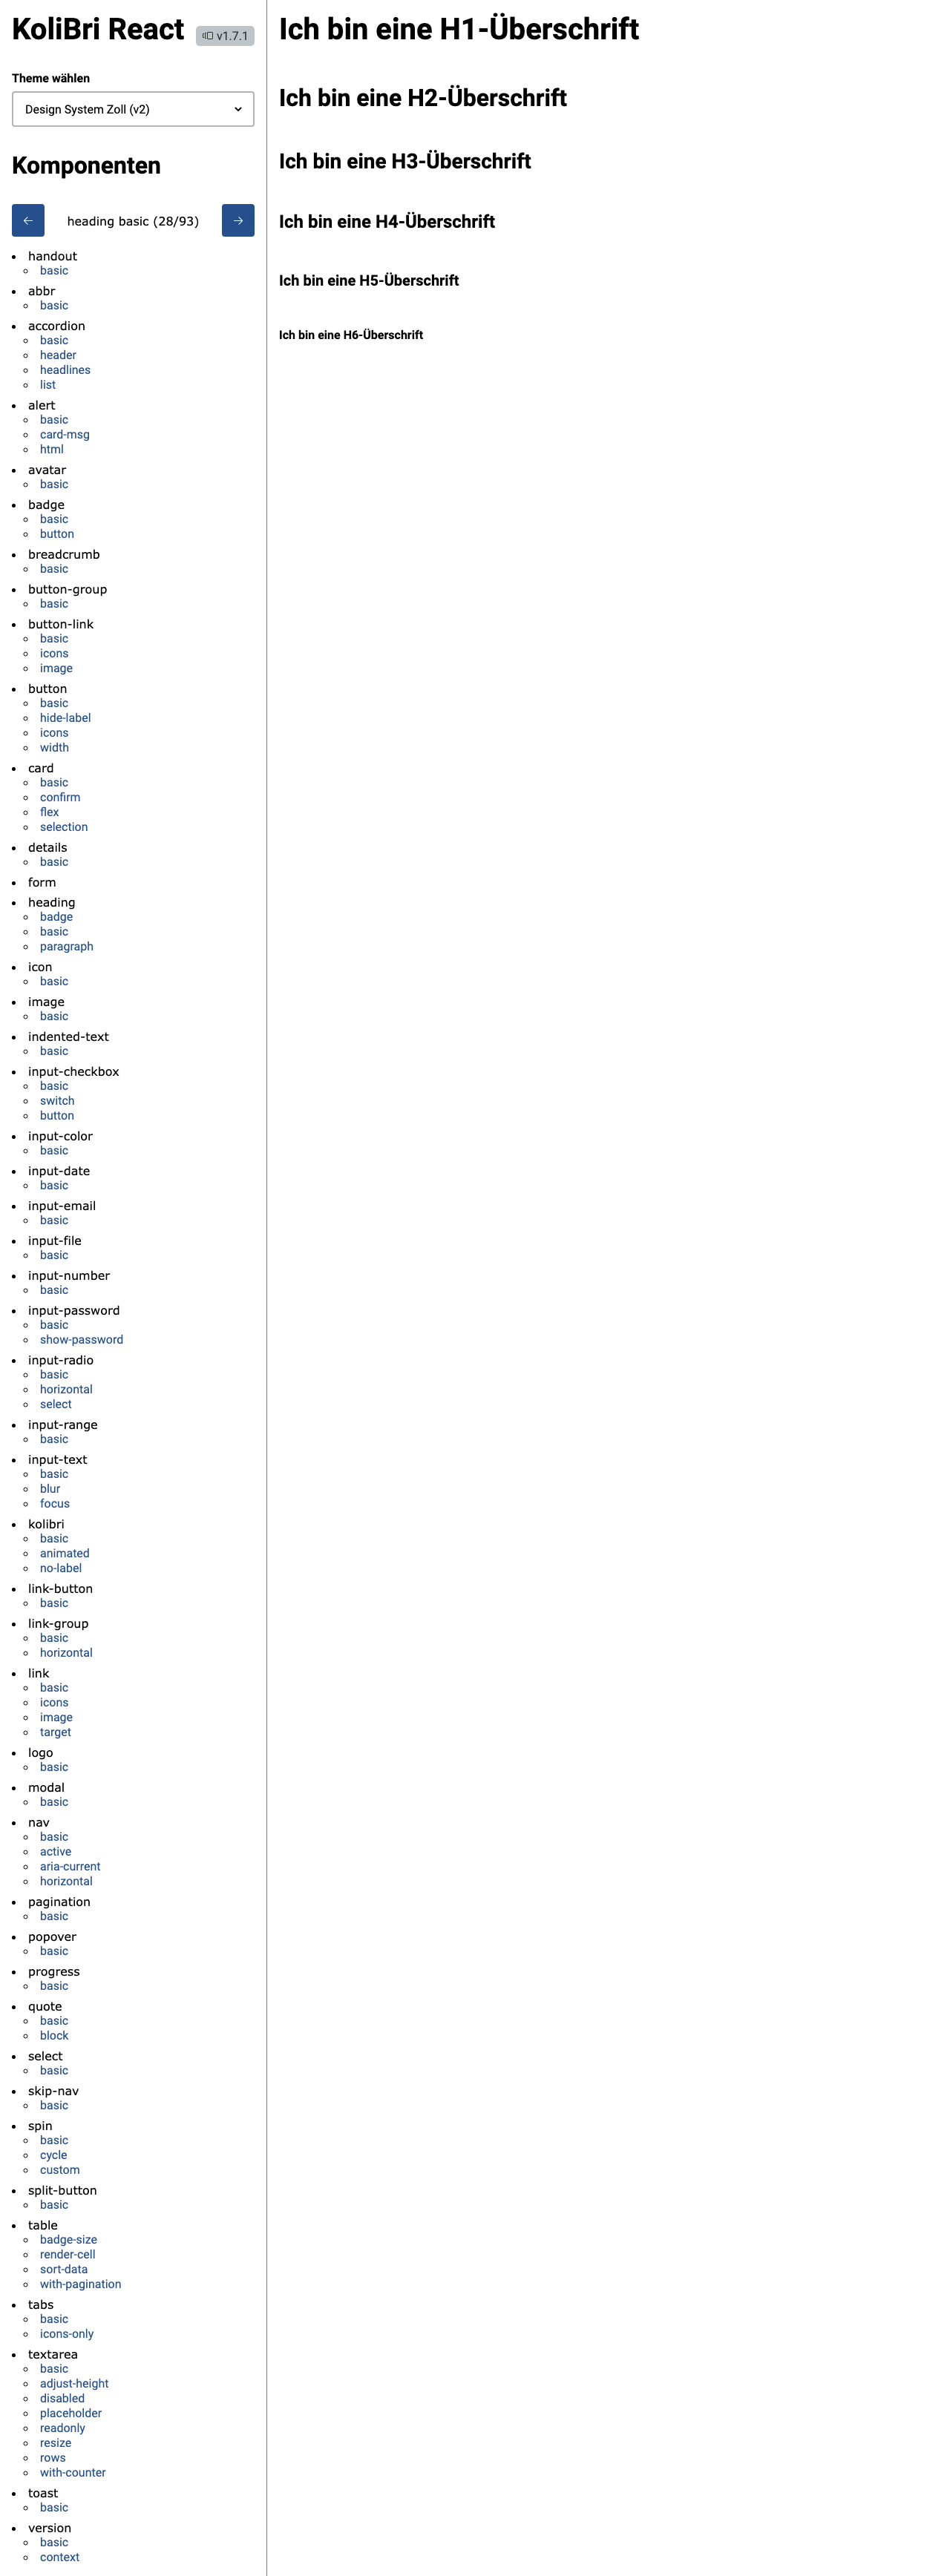 KoliBri React
v1.7.1
Theme wählen
Design System Zoll (v2)
Komponenten
heading basic (28/93)
handout
basic
abbr
basic
accordion
basic
header
headlines
list
alert
basic
card-msg
html
avatar
basic
badge
basic
button
breadcrumb
basic
button-group
basic
button-link
basic
icons
image
button
basic
hide-label
icons
width
card
basic
confirm
flex
selection
details
basic
form
heading
badge
basic
paragraph
icon
basic
image
basic
indented-text
basic
input-checkbox
basic
switch
button
input-color
basic
input-date
basic
input-email
basic
input-file
basic
input-number
basic
input-password
basic
show-password
input-radio
basic
horizontal
select
input-range
basic
input-text
basic
blur
focus
kolibri
basic
animated
no-label
link-button
basic
link-group
basic
horizontal
link
basic
icons
image
target
logo
basic
modal
basic
nav
basic
active
aria-current
horizontal
pagination
basic
popover
basic
progress
basic
quote
basic
block
select
basic
skip-nav
basic
spin
basic
cycle
custom
split-button
basic
table
badge-size
render-cell
sort-data
with-pagination
tabs
basic
icons-only
textarea
basic
adjust-height
disabled
placeholder
readonly
resize
rows
with-counter
toast
basic
version
basic
context
Ich bin eine H1-Überschrift
Ich bin eine H2-Überschrift
Ich bin eine H3-Überschrift
Ich bin eine H4-Überschrift
Ich bin eine H5-Überschrift
Ich bin eine H6-Überschrift